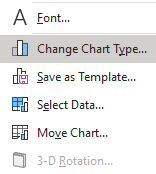 A Font...
Change Chart Type...
Save as Template...
Select Data...
Move Chart...
3-D Rotation...